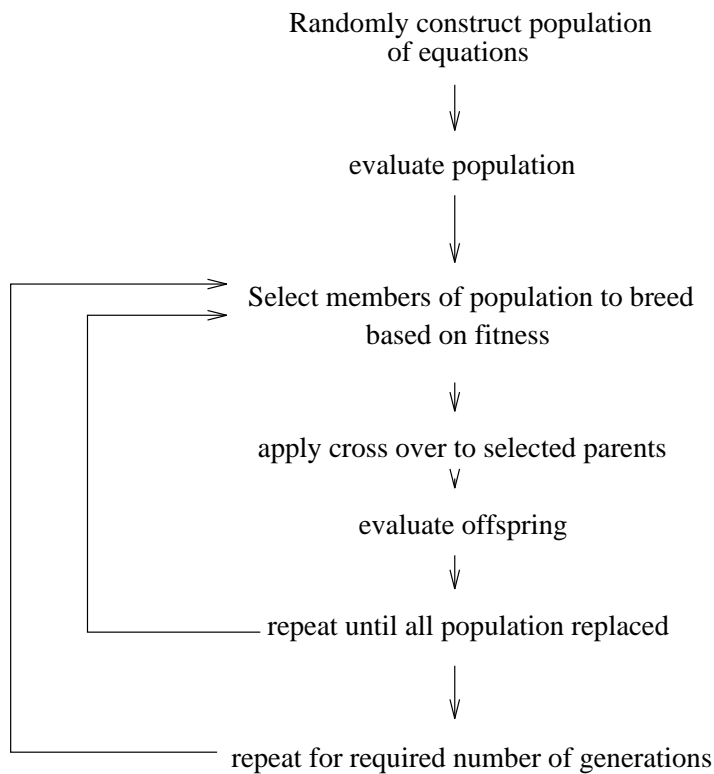 Randomly construct population
of equations
evaluate population
Select members of population to breed
based on fitness
apply cross over to selected parents
evaluate offspring
repeat until all population replaced
repeat for required number of generations